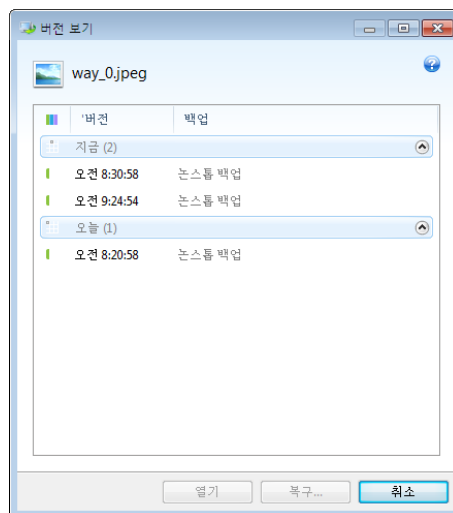 버전 보기
way_0.jpeg
'버전 백업
지금 (2)
오전 8:30:58 논스톱 백업
오전 9:24:54 논스톱 백업
오늘 (1)
오전 8:20:58 논스톱 백업
열기 복구... 취소